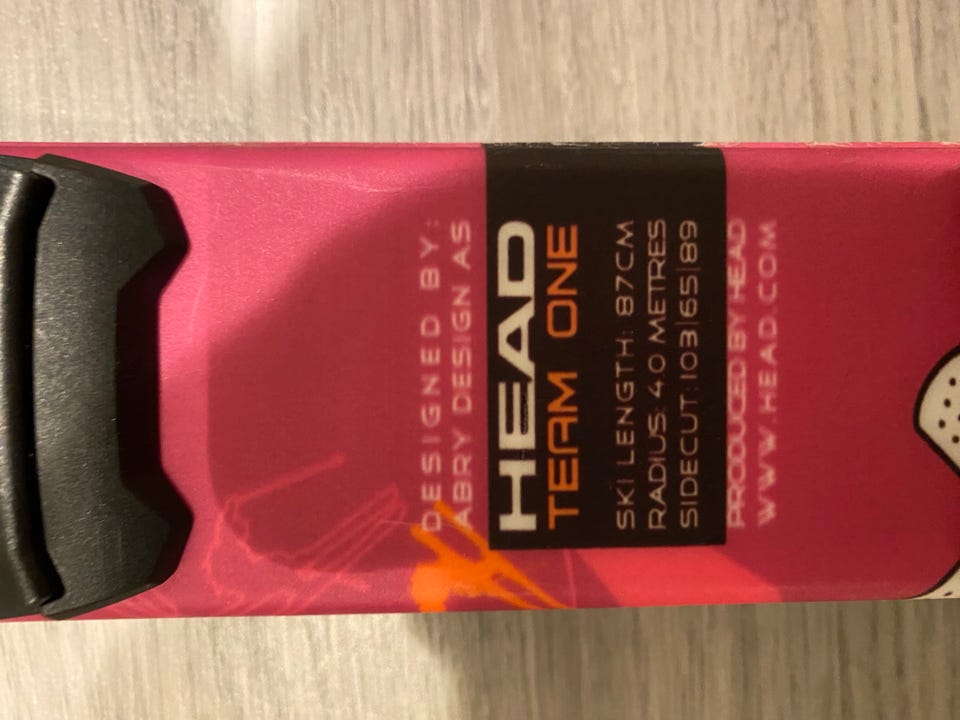 DESIGNED BY:
ABRY DESIGN AS
HEAD
TEAM ONE
SKI LENGTH: 87CM
RADIUS: 4.0 METRES
SIDECUT: 103|65|89
PRODUCED BY HEAD
WWW.HEAD.COM